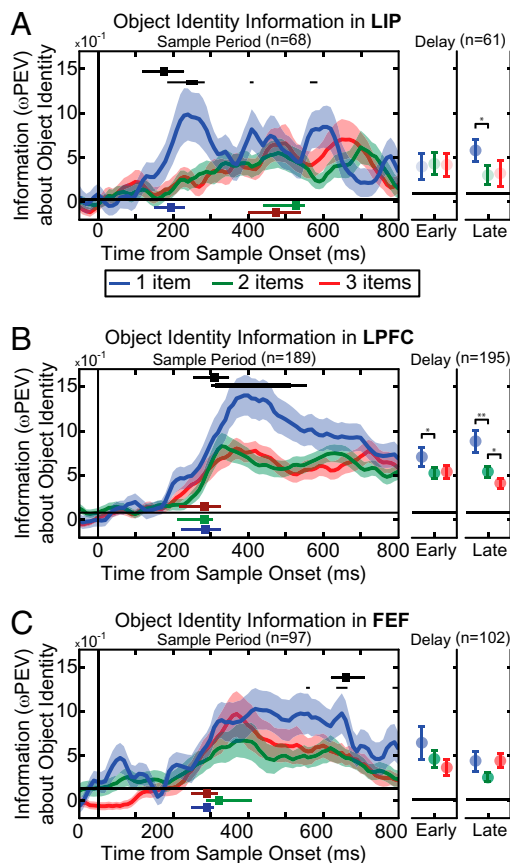 A
Object Identity Information in LIP
Sample Period (n=68)
Delay (n=61)
x10⁻¹
Information (ωPEV)
about Object Identity
15
10
5
0
*
0 200 400 600 800
Early Late
Time from Sample Onset (ms)
1 item 2 items 3 items
B
Object Identity Information in LPFC
Sample Period (n=189)
Delay (n=195)
x10⁻¹
Information (ωPEV)
about Object Identity
15
10
5
0
*
**
*
0 200 400 600 800
Early Late
Time from Sample Onset (ms)
C
Object Identity Information in FEF
Sample Period (n=97)
Delay (n=102)
x10⁻¹
Information (ωPEV)
about Object Identity
15
10
5
0
0 200 400 600 800
Early Late
Time from Sample Onset (ms)